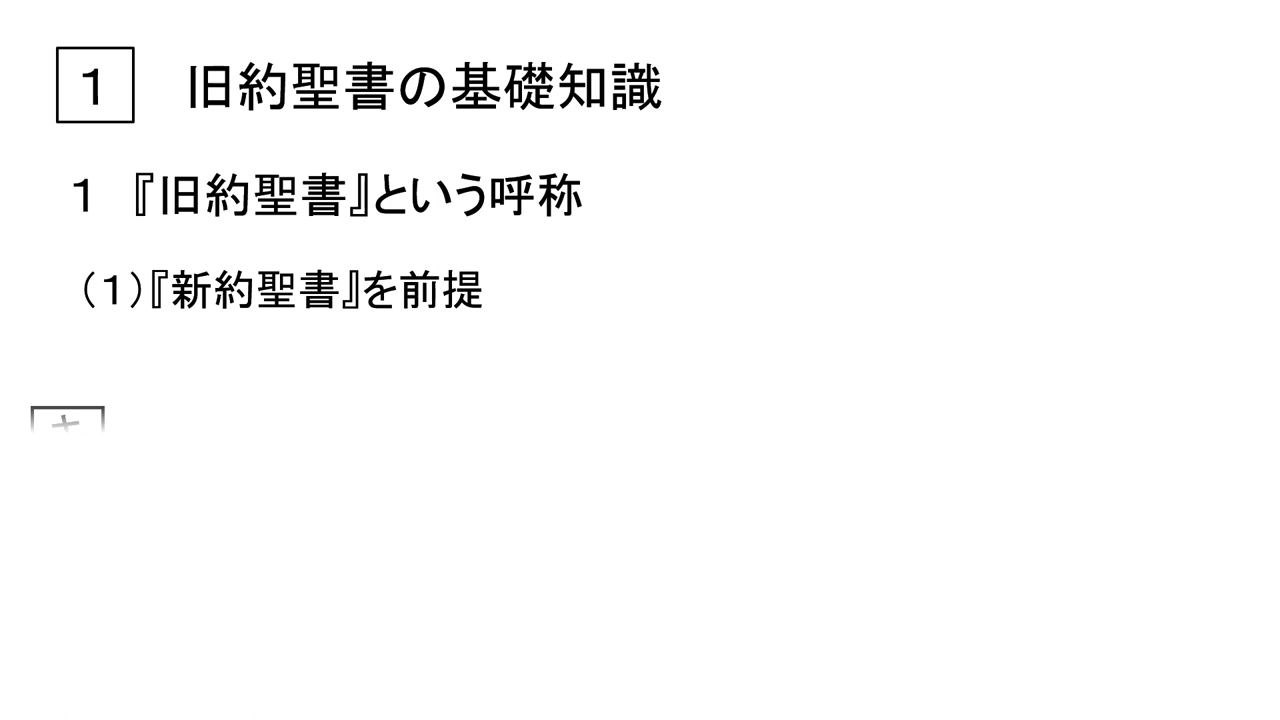 １　旧約聖書の基礎知識
１　『旧約聖書』という呼称
（１）『新約聖書』を前提